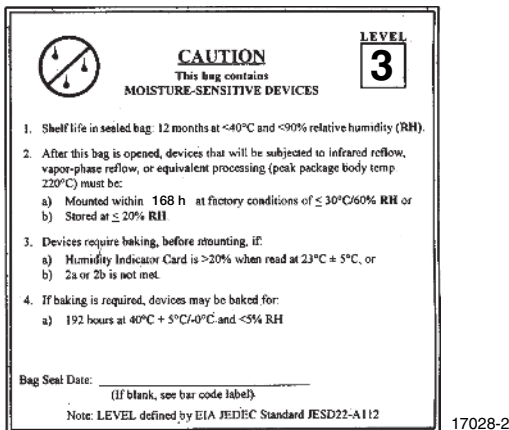 LEVEL
3
CAUTION
This bag contains
MOISTURE-SENSITIVE DEVICES
1. Shelf life in sealed bag: 12 months at <40°C and <90% relative humidity (RH).
2. After this bag is opened, devices that will be subjected to infrared reflow,
vapor-phase reflow, or equivalent processing (peak package body temp
220°C) must be:
a) Mounted within 168 h at factory conditions of ≤ 30°C/60% RH or
b) Stored at ≤ 20% RH.
3. Devices require baking, before mounting, if:
a) Humidity Indicator Card is >20% when read at 23°C ± 5°C, or
b) 2a or 2b is not met.
4. If baking is required, devices may be baked for:
a) 192 hours at 40°C + 5°C/-0°C and <5% RH
Bag Seal Date:
(If blank, see bar code label)
Note: LEVEL defined by EIA JEDEC Standard JESD22-A112
17028-2